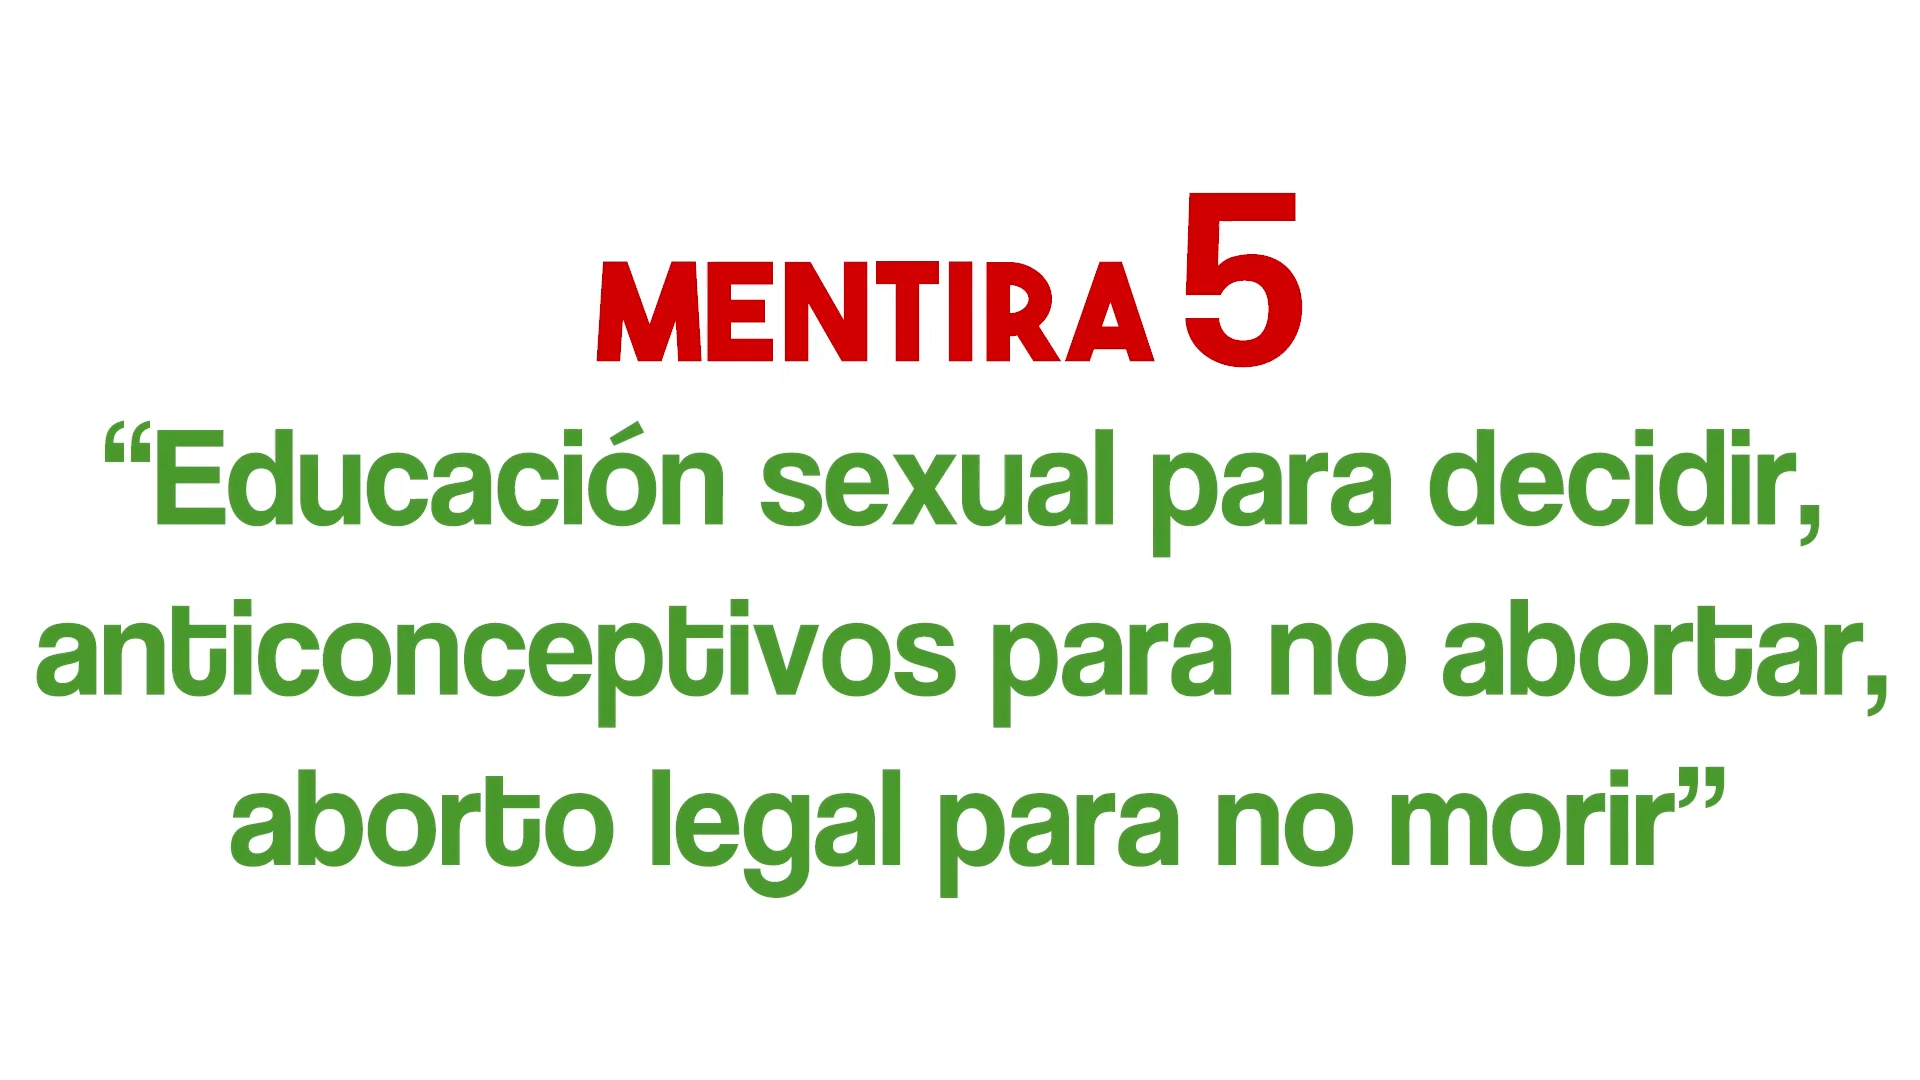 MENTIRA 5
“Educación sexual para decidir,
anticonceptivos para no abortar,
aborto legal para no morir”